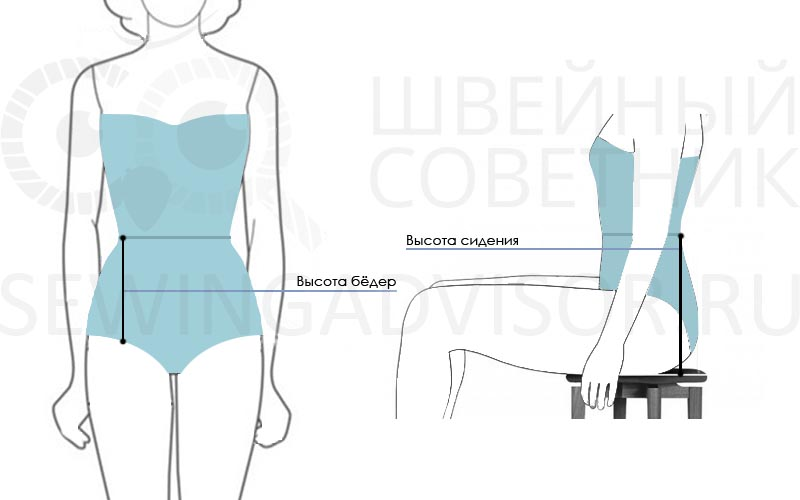 ШВЕЙНЫЙ
СОВЕТНИК
Высота сидения
Высота бёдер
SEWINGADVISOR.RU